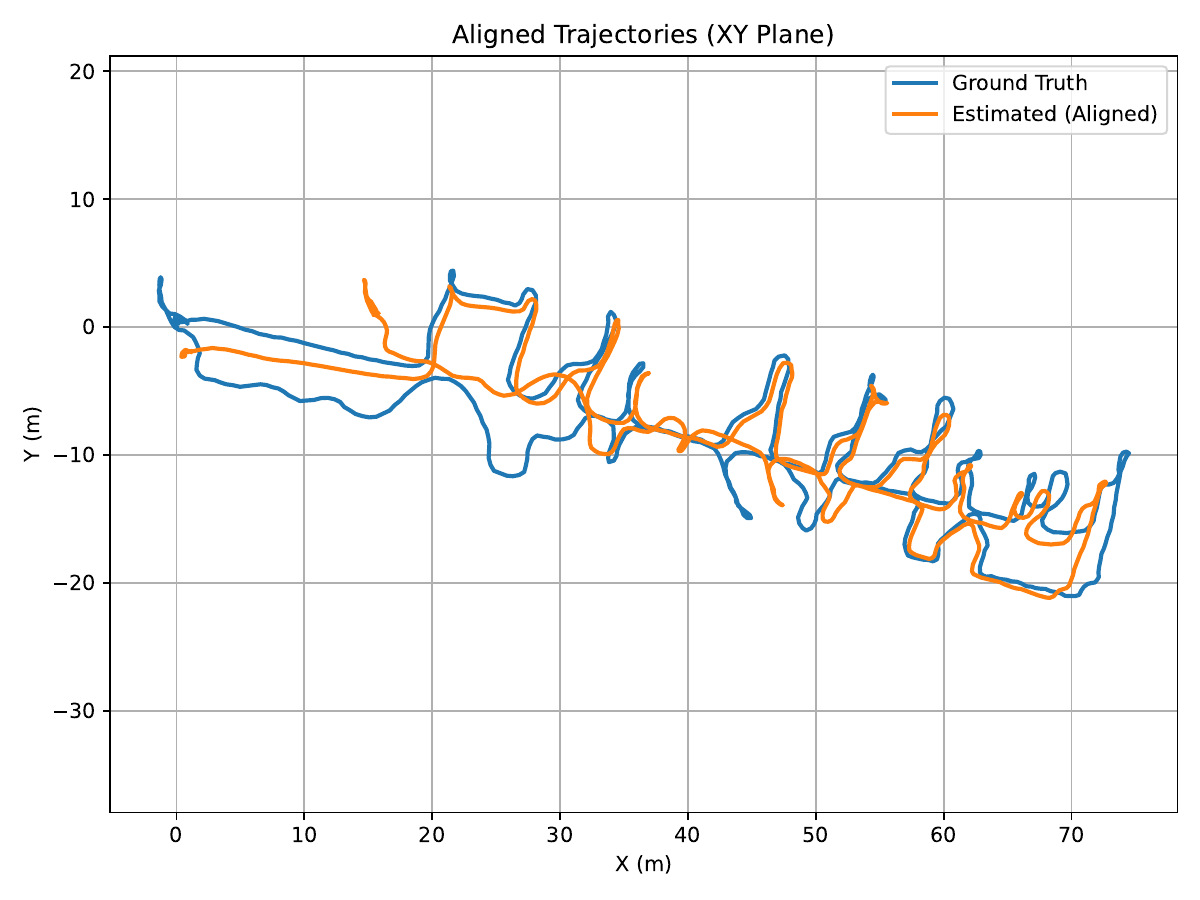 Aligned Trajectories (XY Plane)
Ground Truth
Estimated (Aligned)
20
10
0
−10
−20
−30
Y (m)
0 10 20 30 40 50 60 70
X (m)